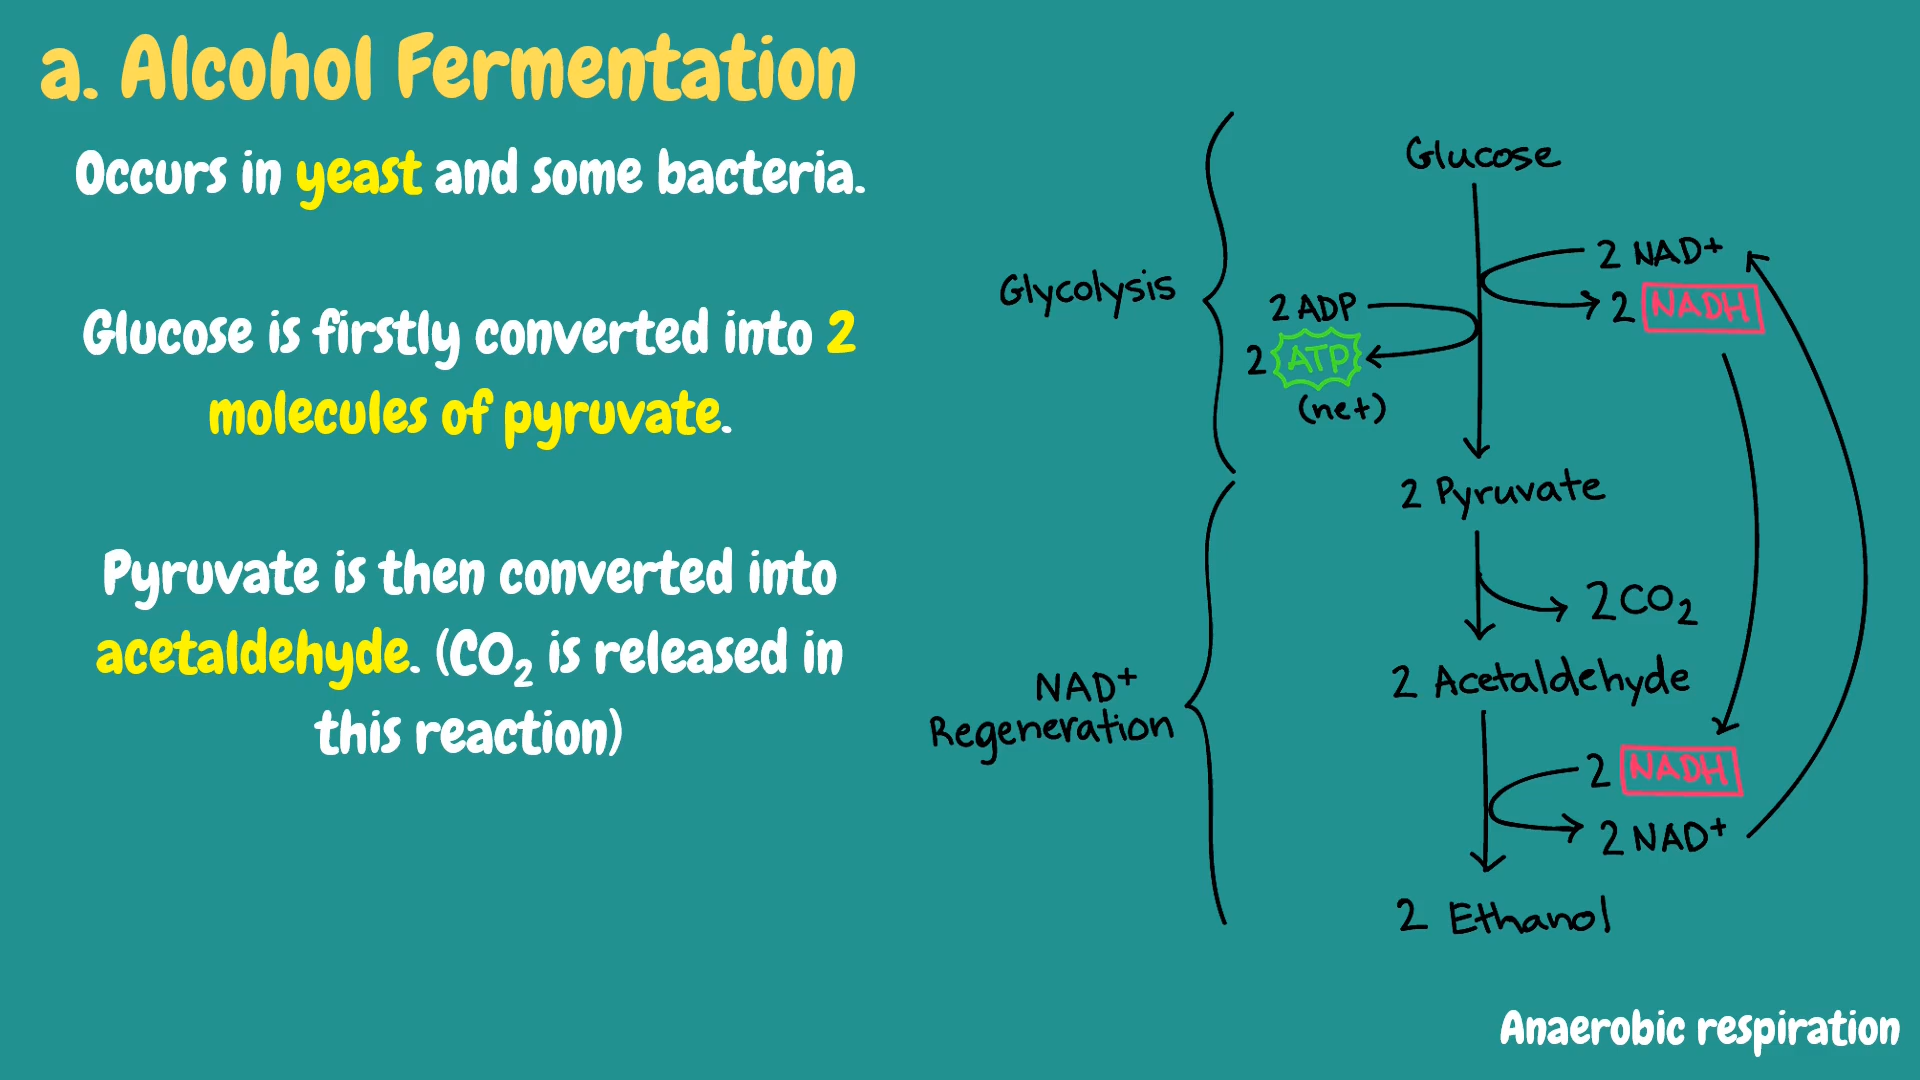 a. Alcohol Fermentation
Occurs in yeast and some bacteria.
Glucose is firstly converted into 2
molecules of pyruvate.
Pyruvate is then converted into
acetaldehyde. (CO₂ is released in
this reaction)
Glycolysis
NAD⁺
Regeneration
Glucose
2 NAD⁺
2 NADH
2 ADP
2 ATP
(net)
2 Pyruvate
2CO₂
2 Acetaldehyde
2 NADH
2 NAD⁺
2 Ethanol
Anaerobic respiration